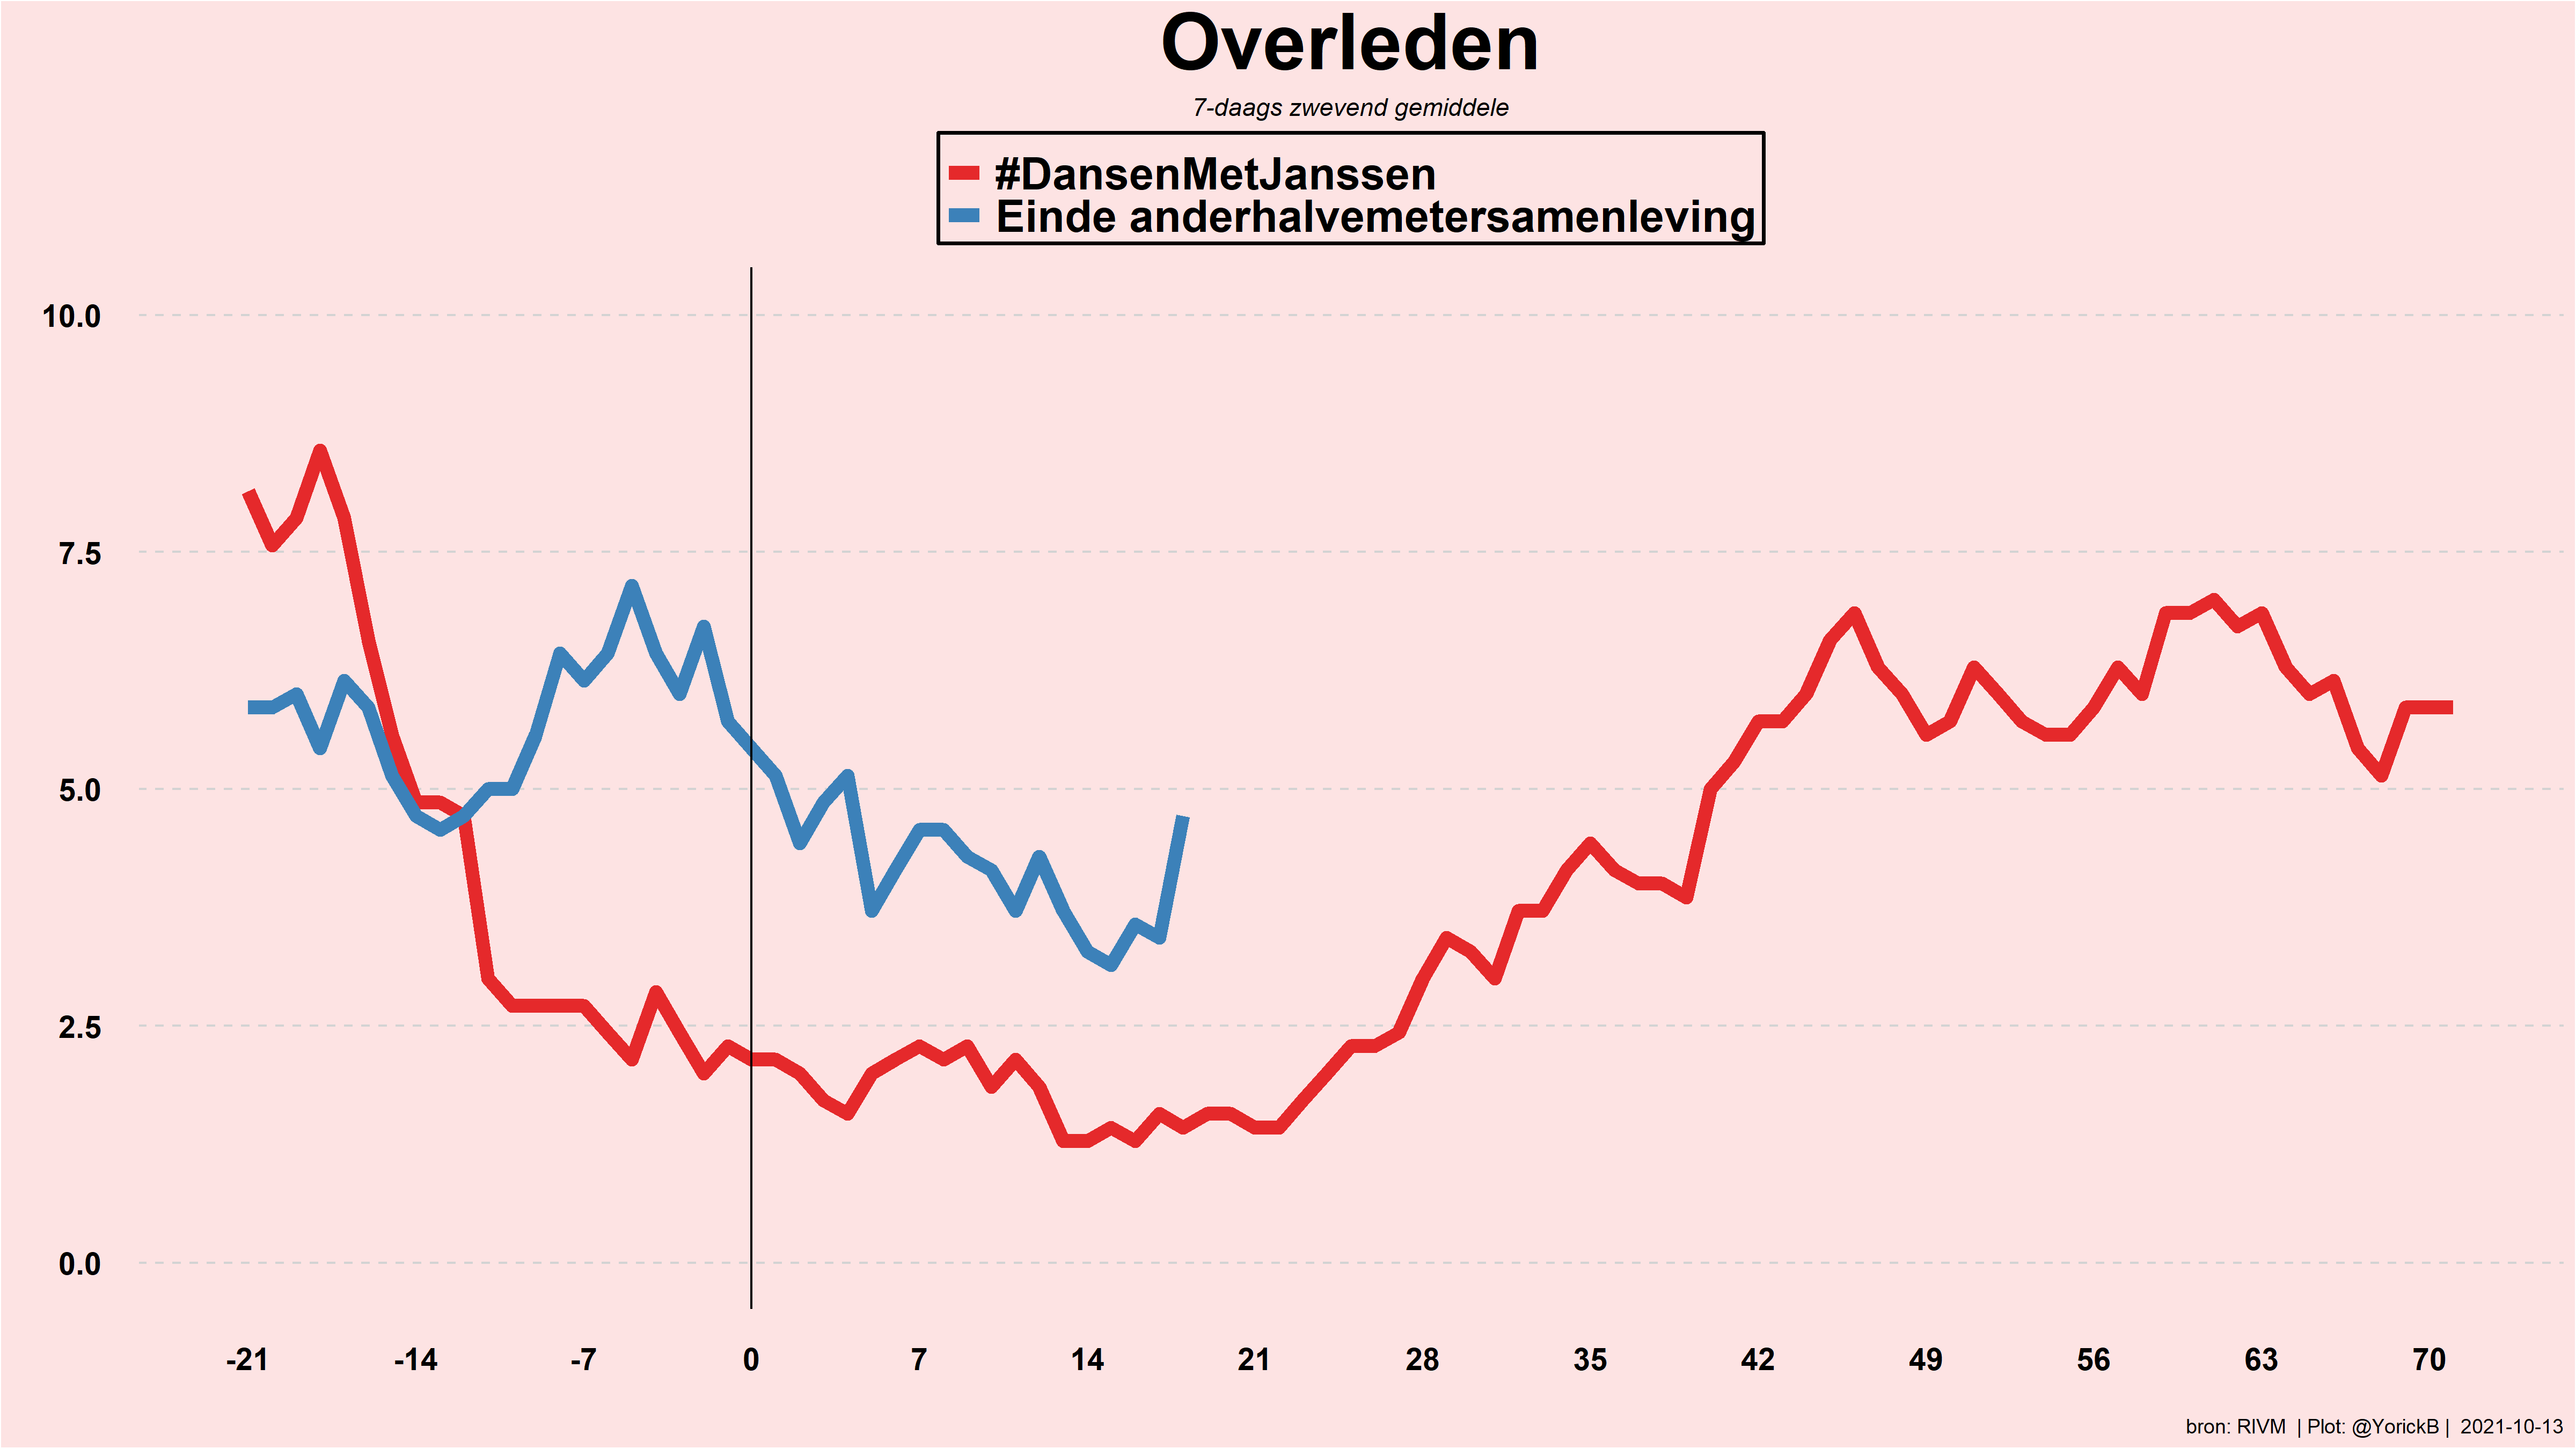 Overleden
7-daags zwevend gemiddele
#DansenMetJanssen
Einde anderhalvemetersamenleving
10.0
7.5
5.0
2.5
0.0
-21 -14 -7 0 7 14 21 28 35 42 49 56 63 70
bron: RIVM | Plot: @YorickB | 2021-10-13